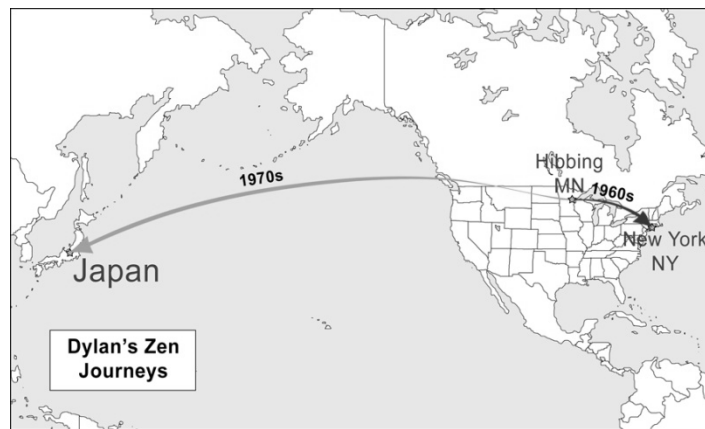 1970s
Hibbing
MN
1960s
New York
NY
Japan
Dylan's Zen
Journeys